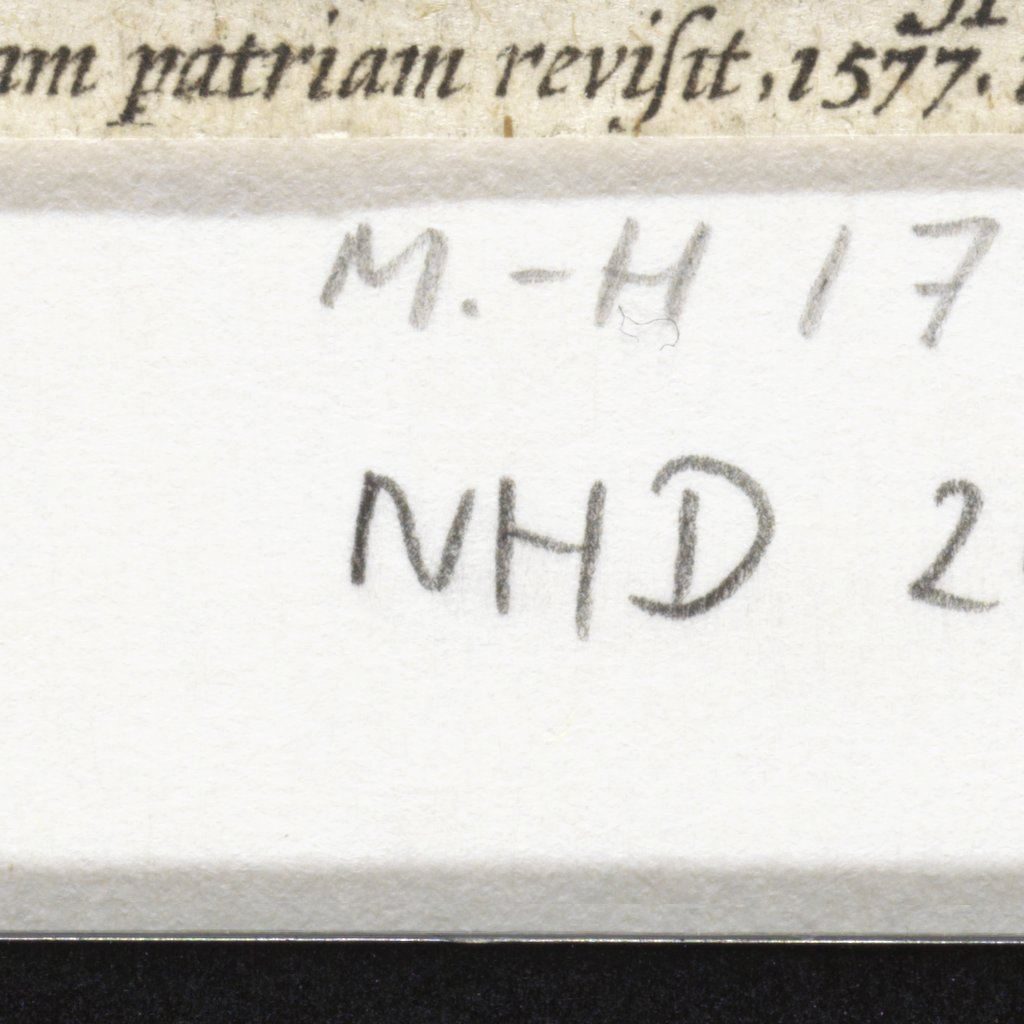 am patriam reviſit, 1577.
M.-H 17
NHD 2